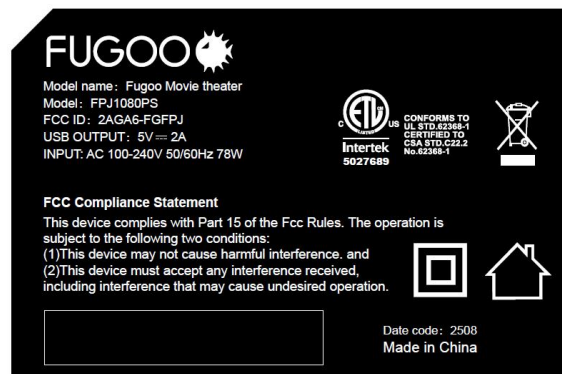 FUGOO
Model name：Fugoo Movie theater
Model：FPJ1080PS
FCC ID：2AGA6-FGFPJ
USB OUTPUT：5V⎓2A
INPUT: AC 100-240V 50/60Hz 78W
C ETL US
LISTED
Intertek
5027689
CONFORMS TO
UL STD.62368-1
CERTIFIED TO
CSA STD.C22.2
No.62368-1
FCC Compliance Statement
This device complies with Part 15 of the Fcc Rules. The operation is
subject to the following two conditions:
(1)This device may not cause harmful interference. and
(2)This device must accept any interference received,
including interference that may cause undesired operation.
Date code：2508
Made in China